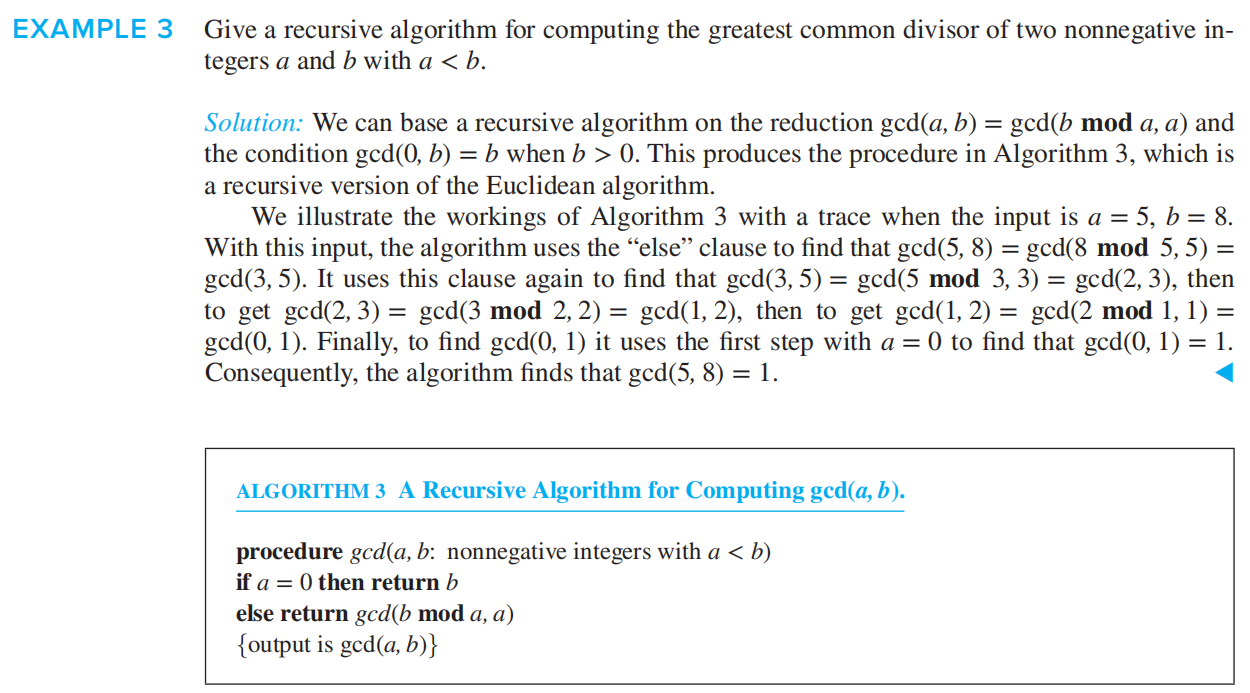 EXAMPLE 3 Give a recursive algorithm for computing the greatest common divisor of two nonnegative in-
tegers a and b with a < b.
Solution: We can base a recursive algorithm on the reduction gcd(a, b) = gcd(b mod a, a) and
the condition gcd(0, b) = b when b > 0. This produces the procedure in Algorithm 3, which is
a recursive version of the Euclidean algorithm.
We illustrate the workings of Algorithm 3 with a trace when the input is a = 5, b = 8.
With this input, the algorithm uses the “else” clause to find that gcd(5, 8) = gcd(8 mod 5, 5) =
gcd(3, 5). It uses this clause again to find that gcd(3, 5) = gcd(5 mod 3, 3) = gcd(2, 3), then
to get gcd(2, 3) = gcd(3 mod 2, 2) = gcd(1, 2), then to get gcd(1, 2) = gcd(2 mod 1, 1) =
gcd(0, 1). Finally, to find gcd(0, 1) it uses the first step with a = 0 to find that gcd(0, 1) = 1.
Consequently, the algorithm finds that gcd(5, 8) = 1.
ALGORITHM 3 A Recursive Algorithm for Computing gcd(a, b).
procedure gcd(a, b: nonnegative integers with a < b)
if a = 0 then return b
else return gcd(b mod a, a)
{output is gcd(a, b)}